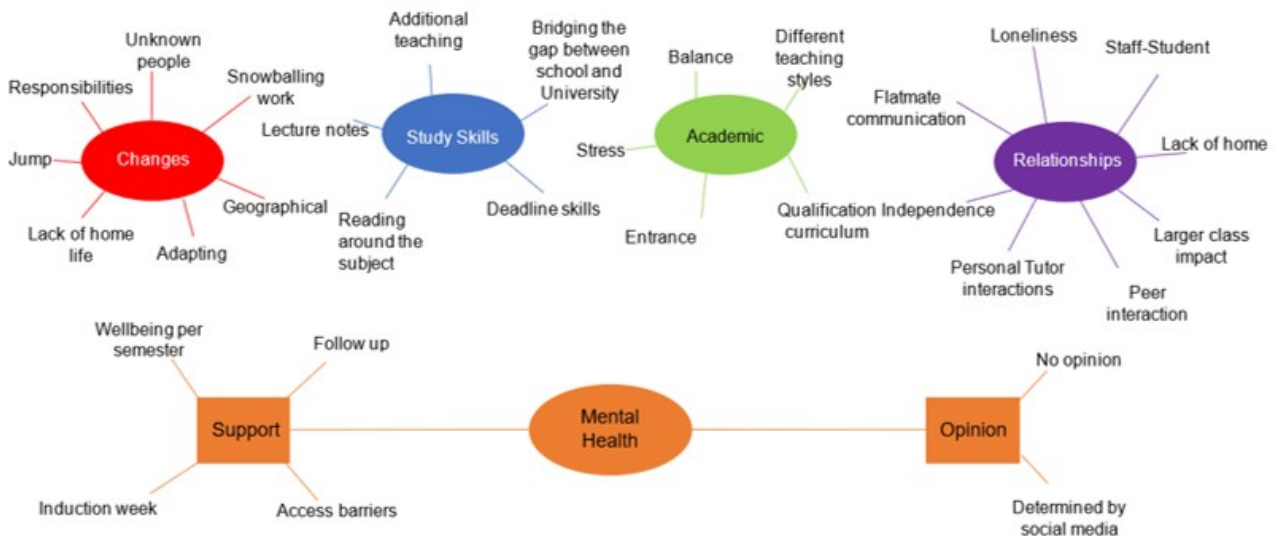 Unknown
people
Responsibilities
Snowballing
work
Jump
Changes
Geographical
Lack of home
life
Adapting
Additional
teaching
Bridging the
gap between
school and
University
Lecture notes
Study Skills
Reading
around the
subject
Deadline skills
Balance
Different
teaching
styles
Stress
Academic
Entrance
Qualification
curriculum
Loneliness
Staff-Student
Flatmate
communication
Relationships
Lack of home
Independence
Larger class
impact
Personal Tutor
interactions
Peer
interaction
Wellbeing per
semester
Follow up
Support
Induction week
Access barriers
Mental
Health
No opinion
Opinion
Determined by
social media